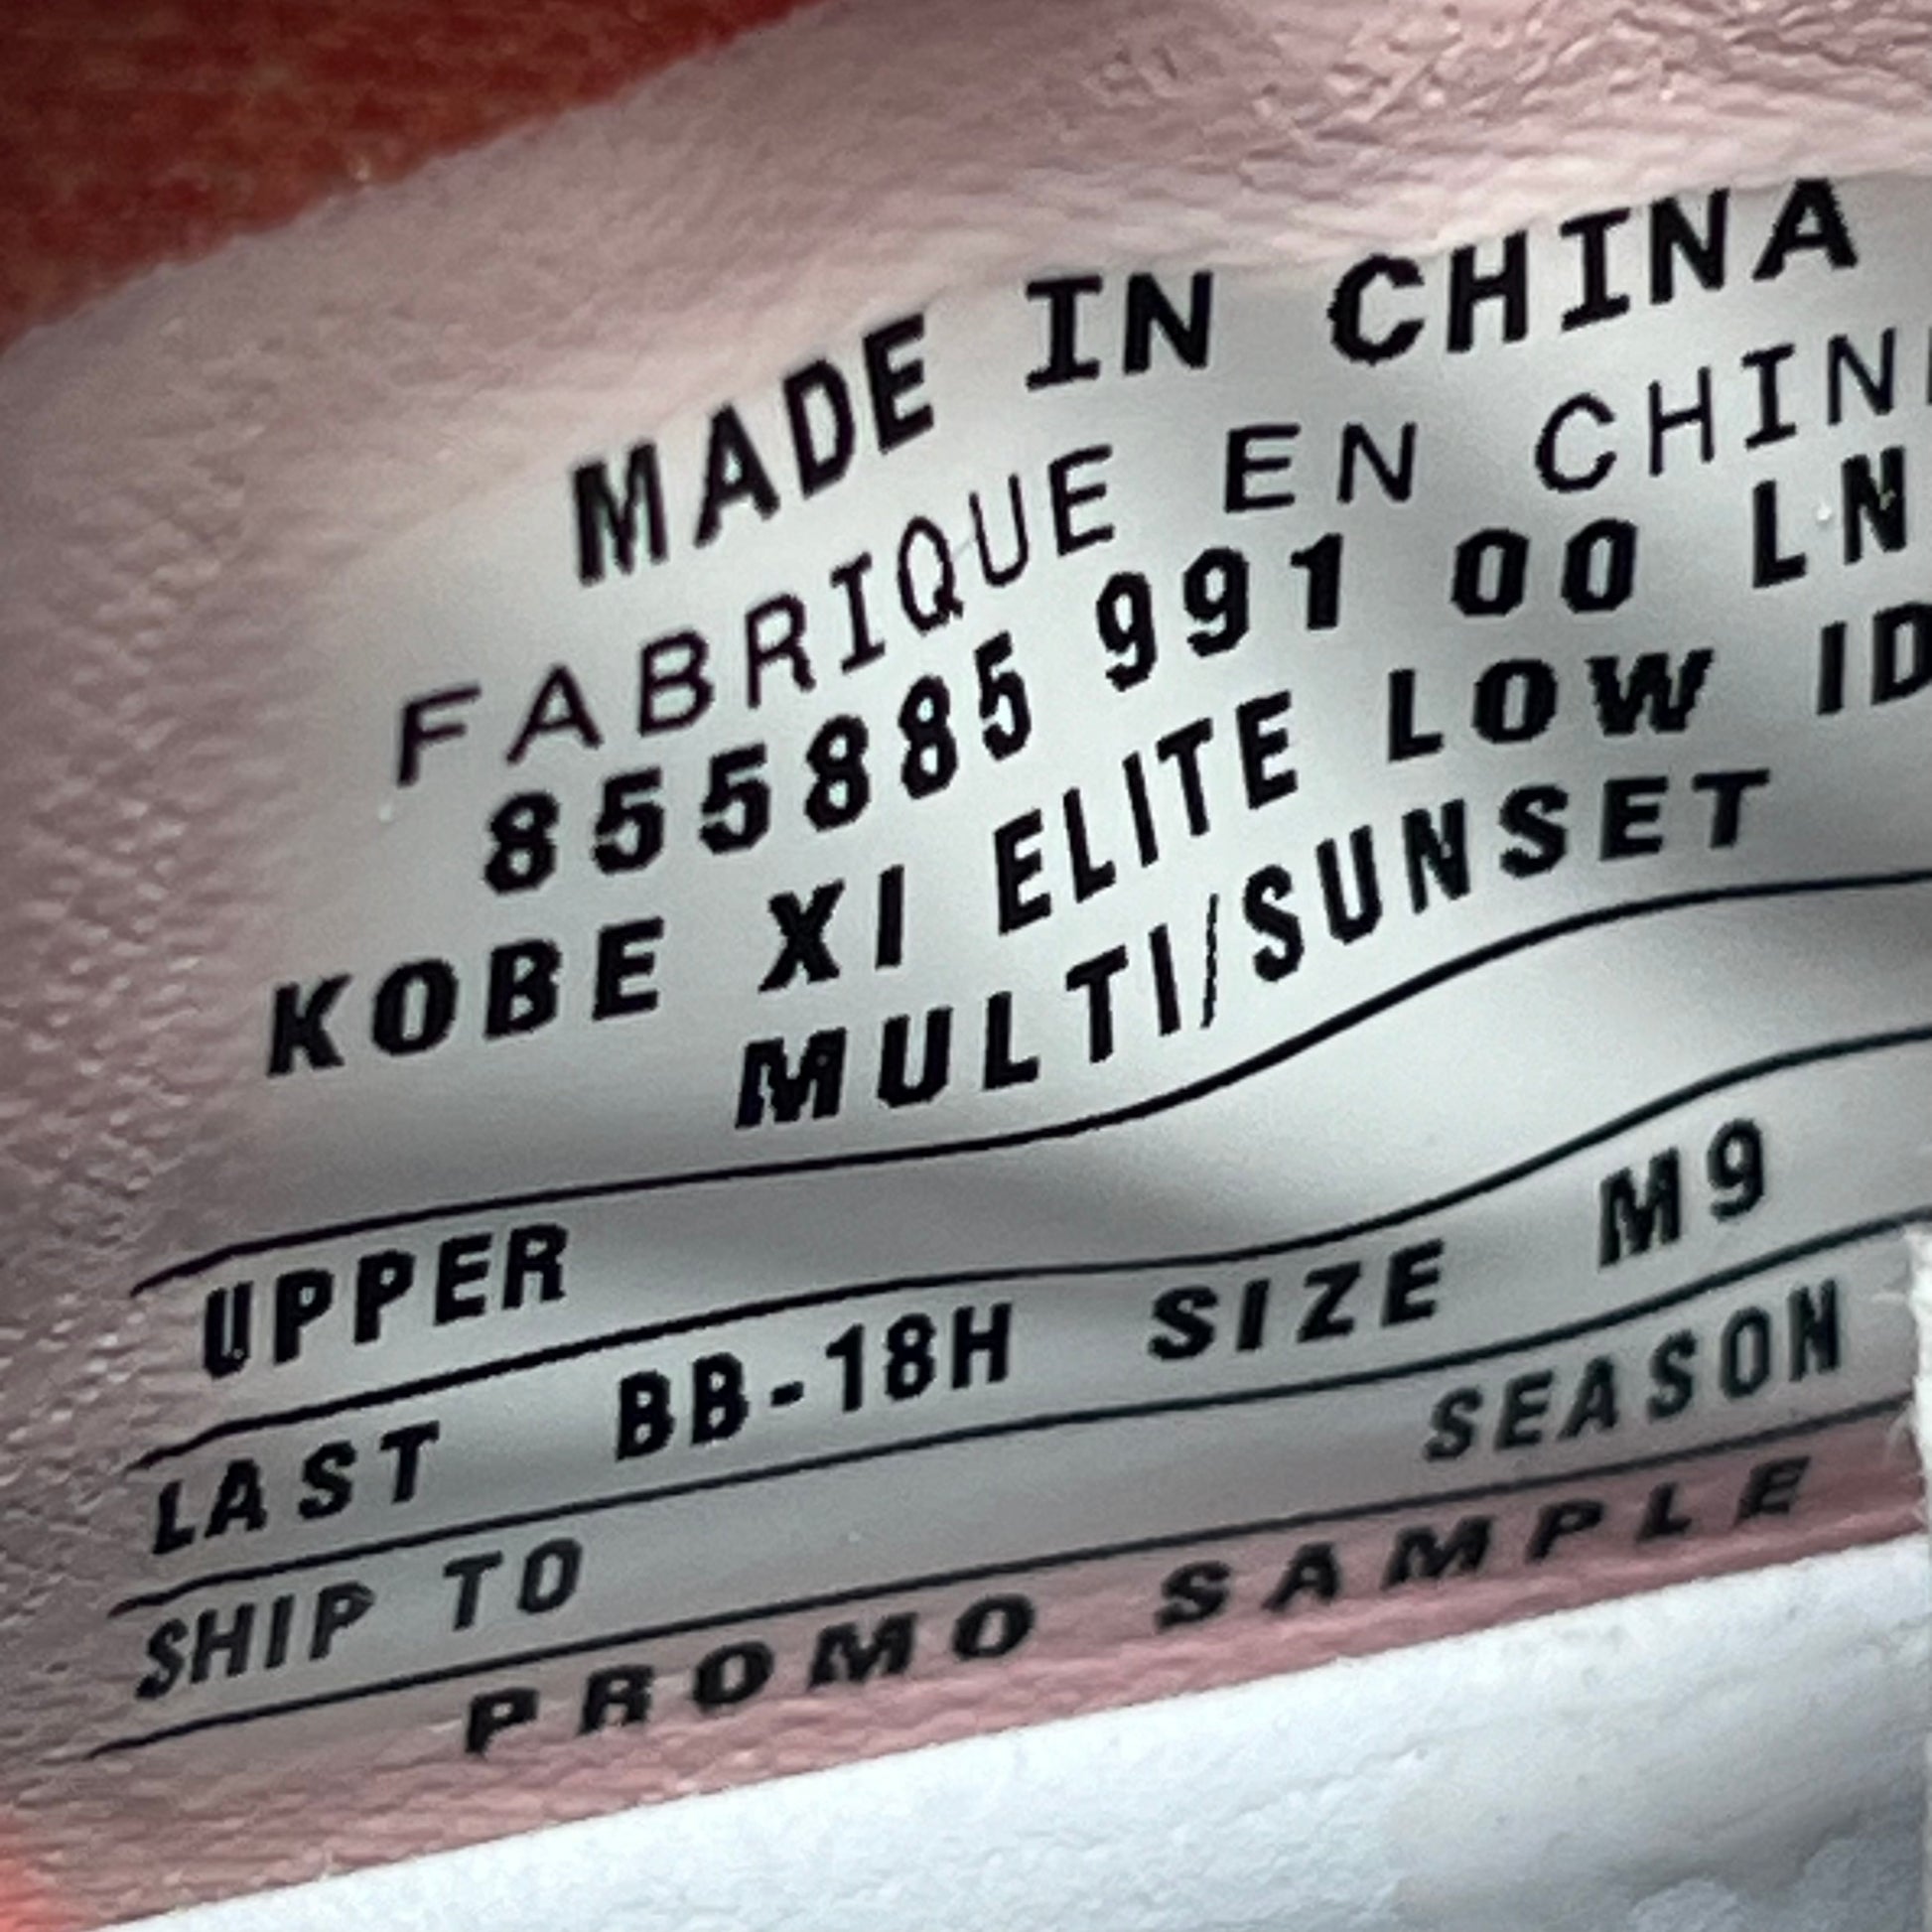 MADE IN CHINA
FABRIQUE EN CHIN
855885 991 00 LN
KOBE XI ELITE LOW ID
MULTI/SUNSET
UPPER
LAST BB-18H SIZE M9
SHIP TO SEASON
PROMO SAMPLE